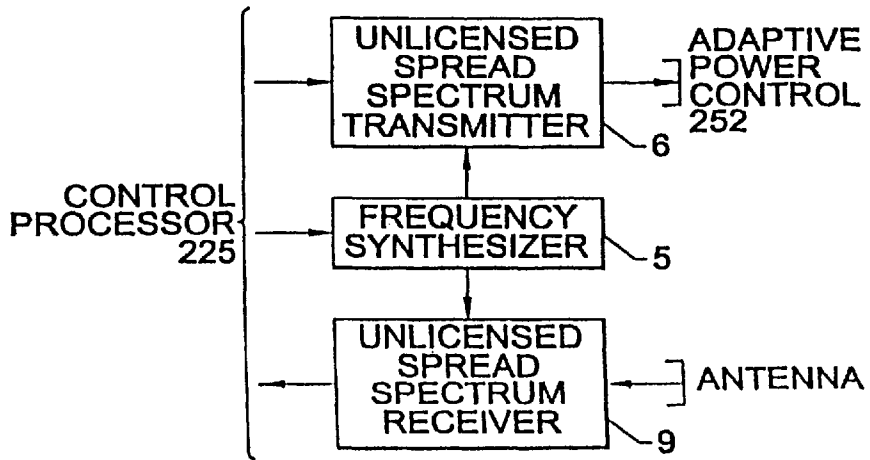 UNLICENSED
SPREAD
SPECTRUM
TRANSMITTER
6
ADAPTIVE
POWER
CONTROL
252
CONTROL
PROCESSOR
225
FREQUENCY
SYNTHESIZER
5
UNLICENSED
SPREAD
SPECTRUM
RECEIVER
9
ANTENNA